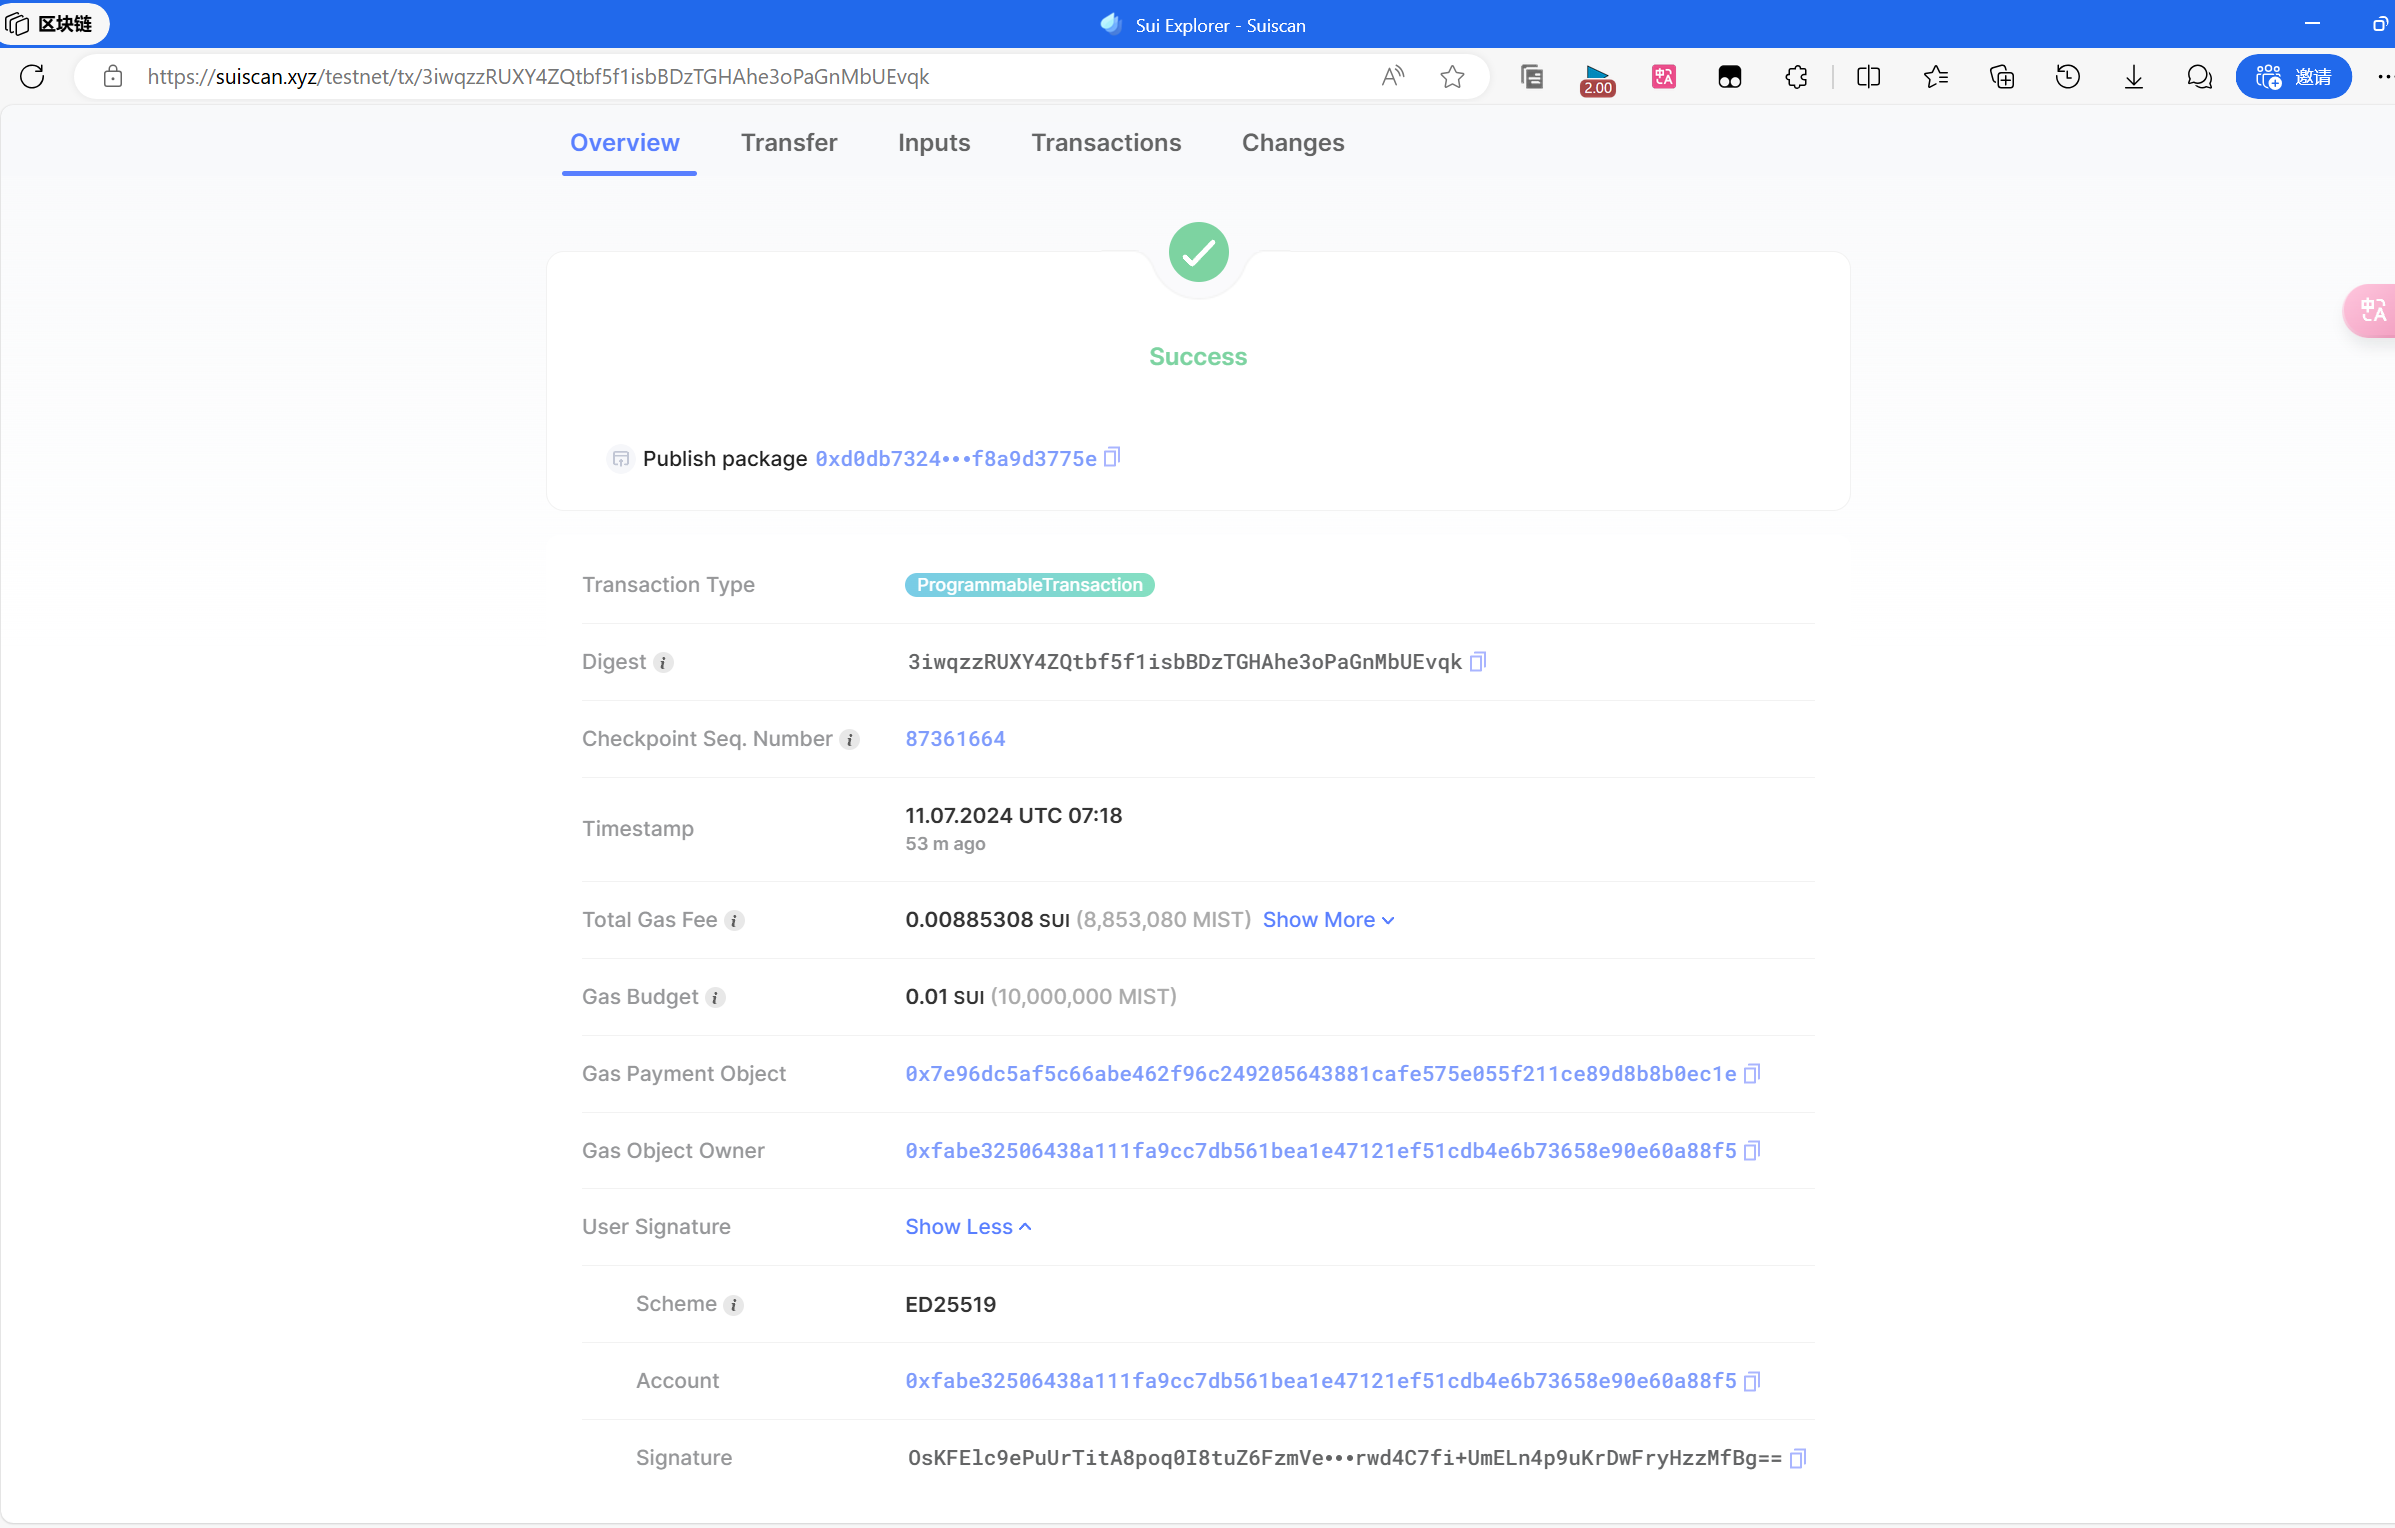 区块链
Sui Explorer - Suiscan
https://suiscan.xyz/testnet/tx/3iwqzzRUXY4ZQtbf5f1isbBDzTGHAhe3oPaGnMbUEvqk
2.00
邀请
Overview Transfer Inputs Transactions Changes
Success
Publish package 0xd0db7324•••f8a9d3775e
Transaction Type ProgrammableTransaction
Digest 3iwqzzRUXY4ZQtbf5f1isbBDzTGHAhe3oPaGnMbUEvqk
Checkpoint Seq. Number 87361664
Timestamp 11.07.2024 UTC 07:18
53 m ago
Total Gas Fee 0.00885308 SUI (8,853,080 MIST) Show More
Gas Budget 0.01 SUI (10,000,000 MIST)
Gas Payment Object 0x7e96dc5af5c66abe462f96c249205643881cafe575e055f211ce89d8b8b0ec1e
Gas Object Owner 0xfabe32506438a111fa9cc7db561bea1e47121ef51cdb4e6b73658e90e60a88f5
User Signature Show Less
Scheme ED25519
Account 0xfabe32506438a111fa9cc7db561bea1e47121ef51cdb4e6b73658e90e60a88f5
Signature OsKFElc9ePuUrTitA8poq0I8tuZ6FzmVe•••rwd4C7fi+UmELn4p9uKrDwFryHzzMfBg==